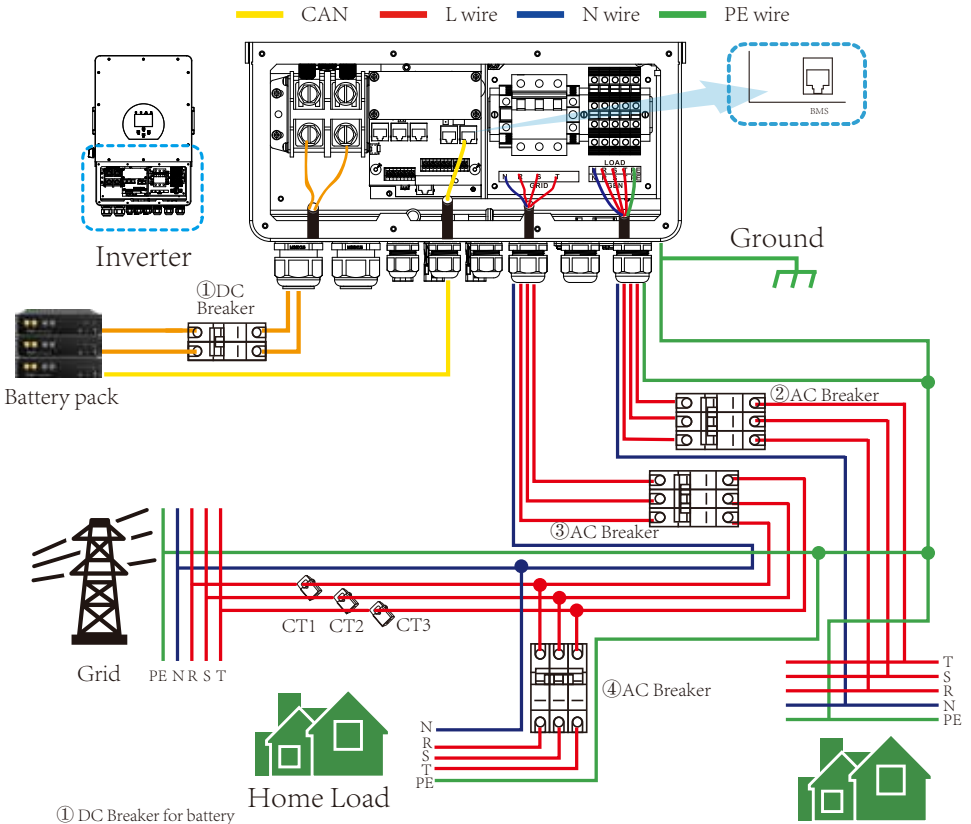 CAN L wire N wire PE wire
BMS
LOAD
N R S T PE
GEN
N R S T
GRID
Inverter
Ground
①DC
Breaker
Battery pack
②AC Breaker
③AC Breaker
CT1 CT2 CT3
Grid
PE N R S T
④AC Breaker
T
S
R
N
PE
N
R
S
T
PE
Home Load
① DC Breaker for battery